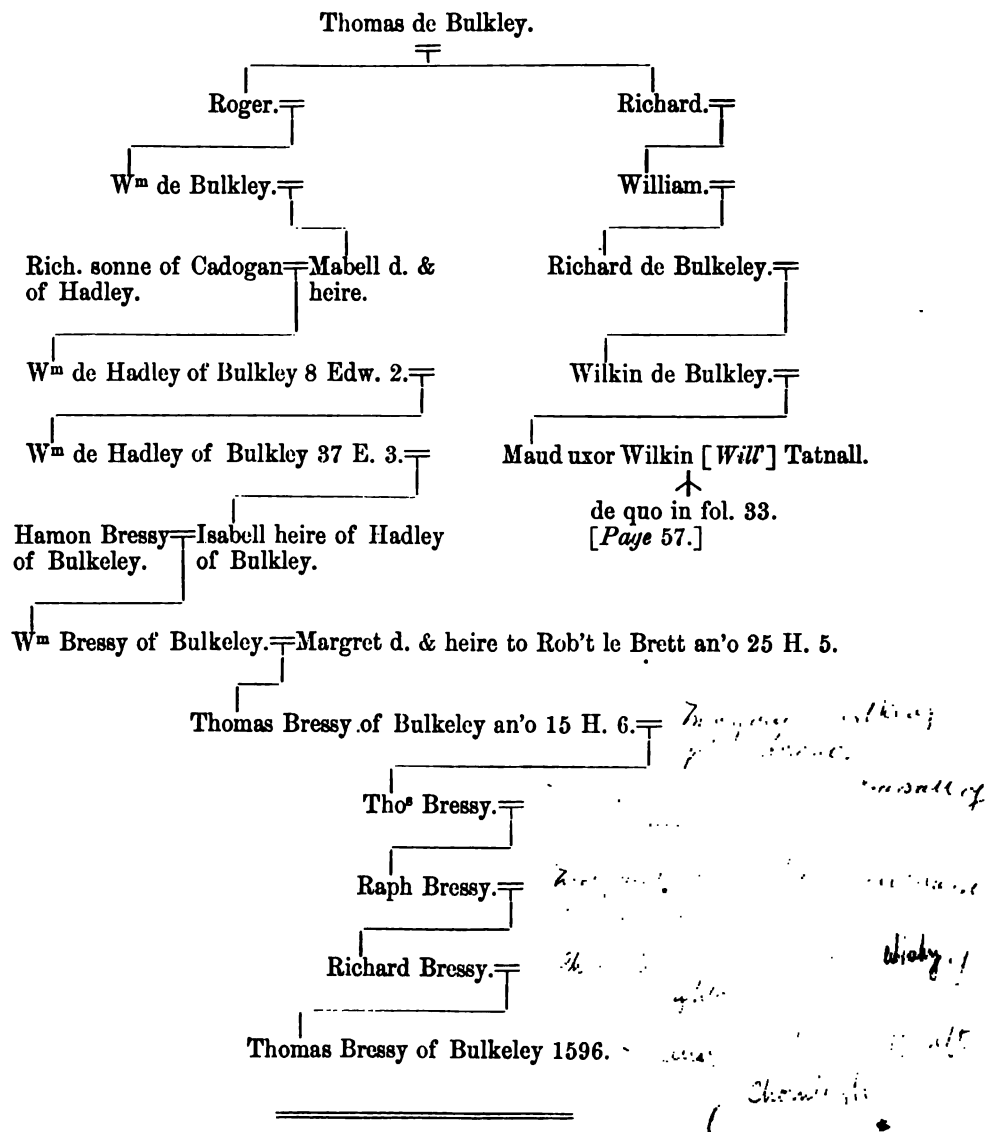 Thomas de Bulkley.
Roger. Richard.
Wᵐ de Bulkley. William.
Rich. sonne of Cadogan Mabell d. & Richard de Bulkeley.
of Hadley. heire.
Wᵐ de Hadley of Bulkley 8 Edw. 2. Wilkin de Bulkley.
Wᵐ de Hadley of Bulkley 37 E. 3. Maud uxor Wilkin [Will'] Tatnall.
de quo in fol. 33.
[Page 57.]
Hamon Bressy Isabell heire of Hadley
of Bulkeley. of Bulkley.
Wᵐ Bressy of Bulkeley. Margret d. & heire to Rob't le Brett an'o 25 H. 5.
Thomas Bressy of Bulkeley an'o 15 H. 6.
Thoˢ Bressy.
Raph Bressy.
Richard Bressy.
Thomas Bressy of Bulkeley 1596.